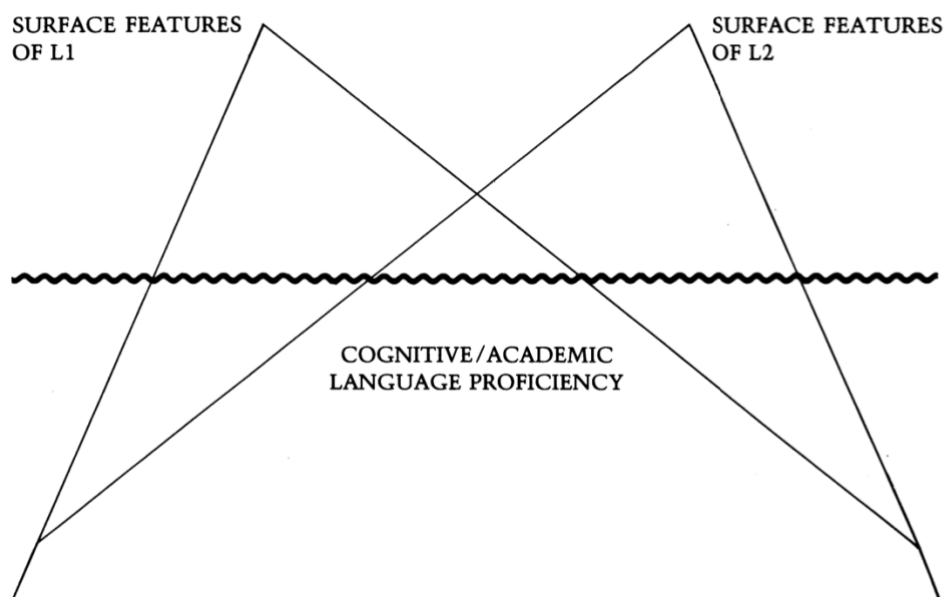 SURFACE FEATURES
OF L1
SURFACE FEATURES
OF L2
COGNITIVE/ACADEMIC
LANGUAGE PROFICIENCY